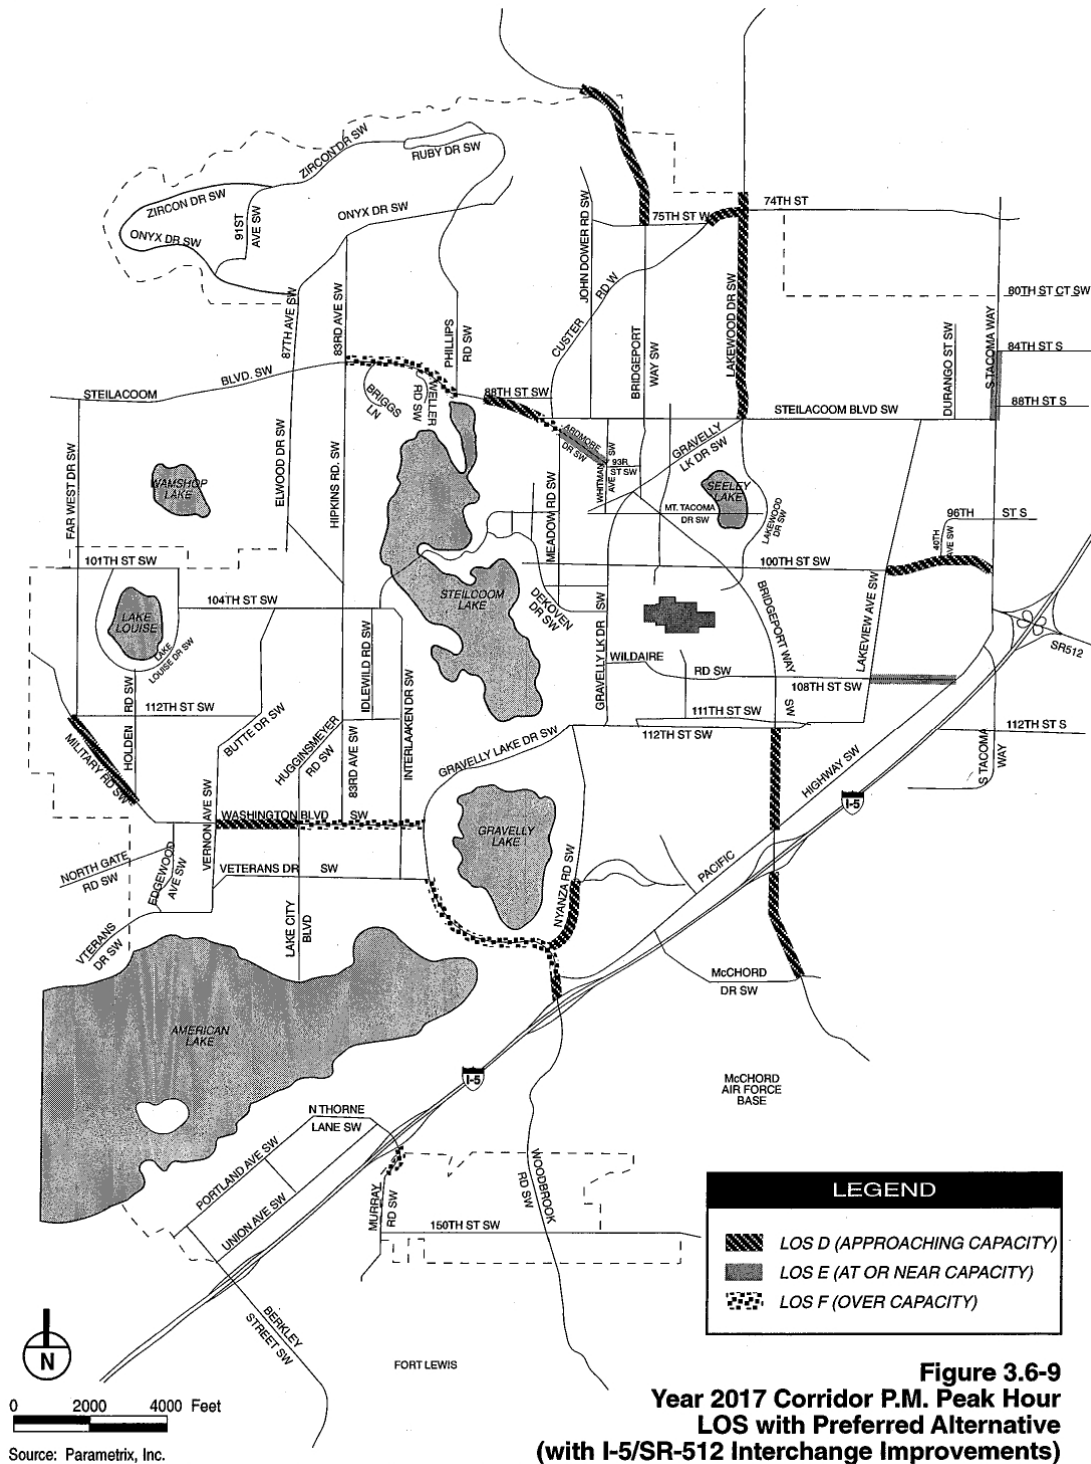 ZIRCON DR SW
RUBY DR SW
ZIRCON DR SW
91ST
AVE SW
ONYX DR SW
ONYX DR SW
74TH ST
75TH ST W
JOHN DOWER RD SW
CUSTER
RD W
BRIDGEPORT
WAY SW
LAKEWOOD DR SW
80TH ST CT SW
S TACOMA WAY
84TH ST S
DURANGO ST SW
88TH ST S
87TH AVE SW
83RD AVE SW
PHILLIPS
RD SW
STEILACOOM
BLVD. SW
BRIGGS
LN
WELLER
RD SW
88TH ST SW
STEILACOOM BLVD SW
ARDMORE
DR SW
GRAVELLY
LK DR SW
WHITMAN
AVE SW
93R
ST SW
FAR WEST DR SW
WAMSHOP
LAKE
ELWOOD DR SW
HIPKINS RD. SW
MEADOW RD SW
SEELEY
LAKE
MT. TACOMA
DR SW
LAKEWOOD
DR SW
96TH
ST S
40TH
AVE SW
101TH ST SW
100TH ST SW
104TH ST SW
LAKE
LOUISE
LAKE
LOUISE DR SW
STEILCOOM
LAKE
DEKOVEN
DR SW
GRAVELLY LK DR SW
BRIDGEPORT WAY
SW
LAKEVIEW AVE SW
SR512
WILDAIRE
RD SW
108TH ST SW
IDLEWILD RD SW
INTERLAAKEN DR SW
HOLDEN RD SW
112TH ST SW
BUTTE DR SW
HUGGINSMEYER
RD SW
83RD AVE SW
111TH ST SW
112TH ST SW
112TH ST S
S TACOMA
WAY
MILITARY RD SW
GRAVELLY LAKE DR SW
PACIFIC
HIGHWAY SW
I-5
WASHINGTON BLVD SW
VERNON AVE SW
GRAVELLY
LAKE
NORTH GATE
RD SW
EDGEWOOD
AVE SW
VETERANS DR SW
NYANZA RD SW
VTERANS
DR SW
LAKE CITY
BLVD
McCHORD
DR SW
AMERICAN
LAKE
I-5
McCHORD
AIR FORCE
BASE
N THORNE
LANE SW
PORTLAND AVE SW
UNION AVE SW
MURRAY
RD SW
WOODBROOK
RD SW
150TH ST SW
BERKLEY
STREET SW
FORT LEWIS
LEGEND
LOS D (APPROACHING CAPACITY)
LOS E (AT OR NEAR CAPACITY)
LOS F (OVER CAPACITY)
N
0 2000 4000 Feet
Source: Parametrix, Inc.
Figure 3.6-9
Year 2017 Corridor P.M. Peak Hour
LOS with Preferred Alternative
(with I-5/SR-512 Interchange Improvements)